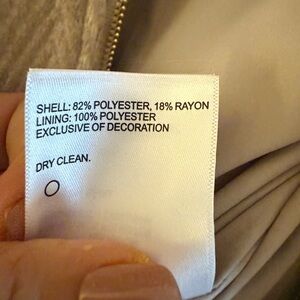 SHELL: 82% POLYESTER, 18% RAYON
LINING: 100% POLYESTER
EXCLUSIVE OF DECORATION
DRY CLEAN.